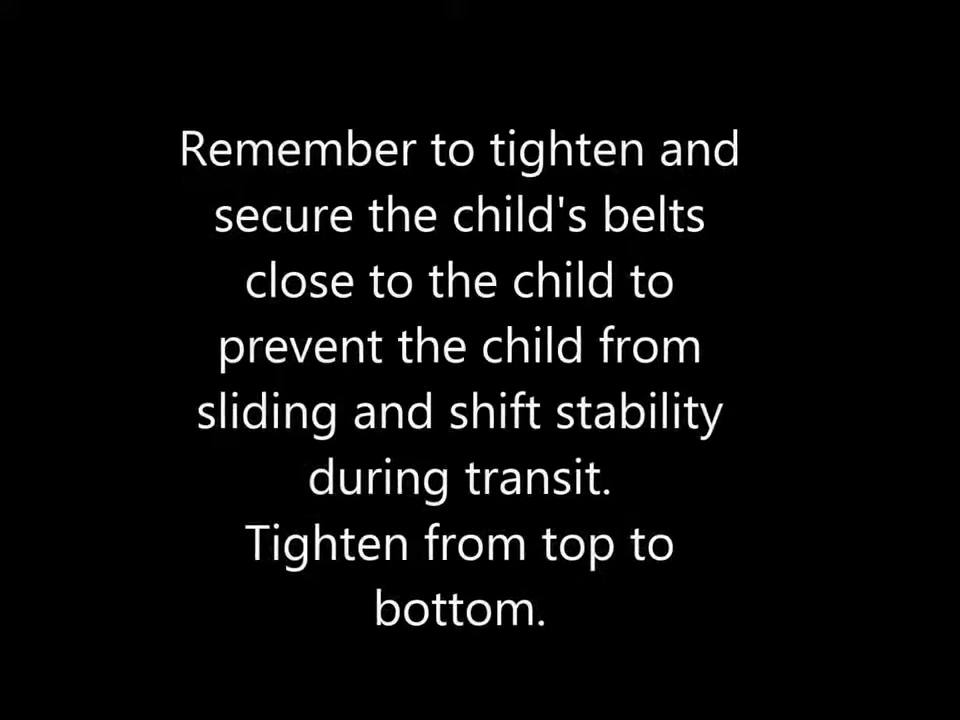 Remember to tighten and
secure the child's belts
close to the child to
prevent the child from
sliding and shift stability
during transit.
Tighten from top to
bottom.